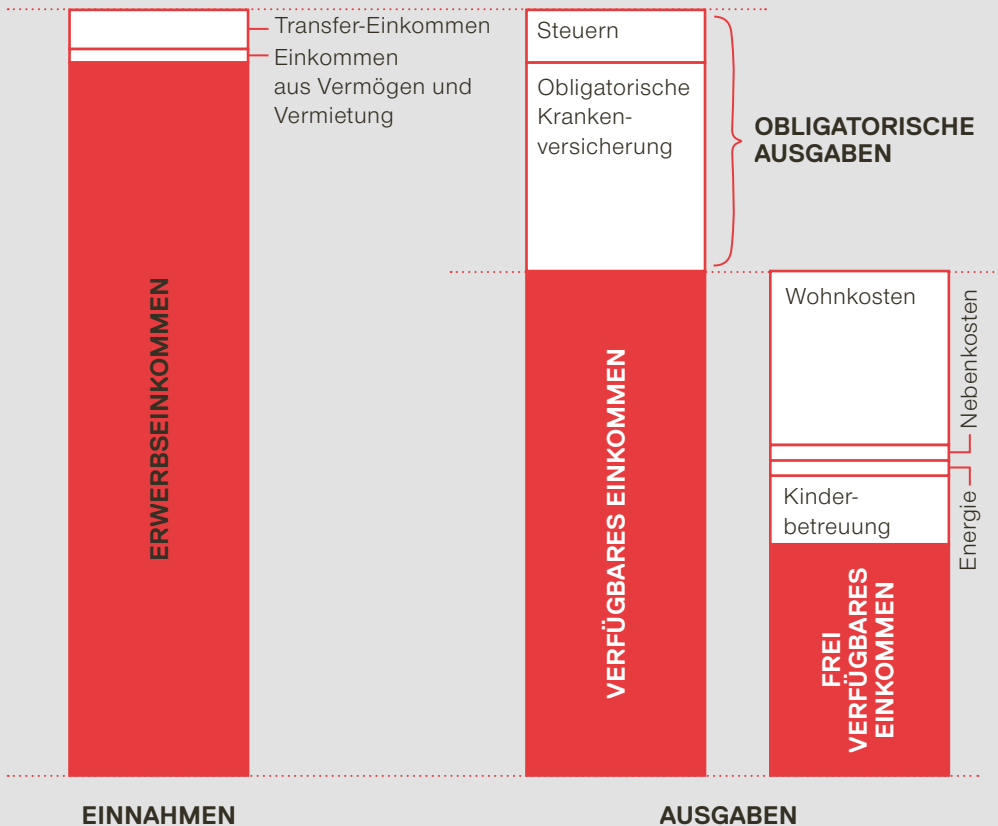 Transfer-Einkommen
Einkommen
aus Vermögen und
Vermietung
ERWERBSEINKOMMEN
EINNAHMEN
Steuern
Obligatorische
Kranken-
versicherung
OBLIGATORISCHE
AUSGABEN
VERFÜGBARES EINKOMMEN
Wohnkosten
Nebenkosten
Energie
Kinder-
betreuung
FREI
VERFÜGBARES
EINKOMMEN
AUSGABEN